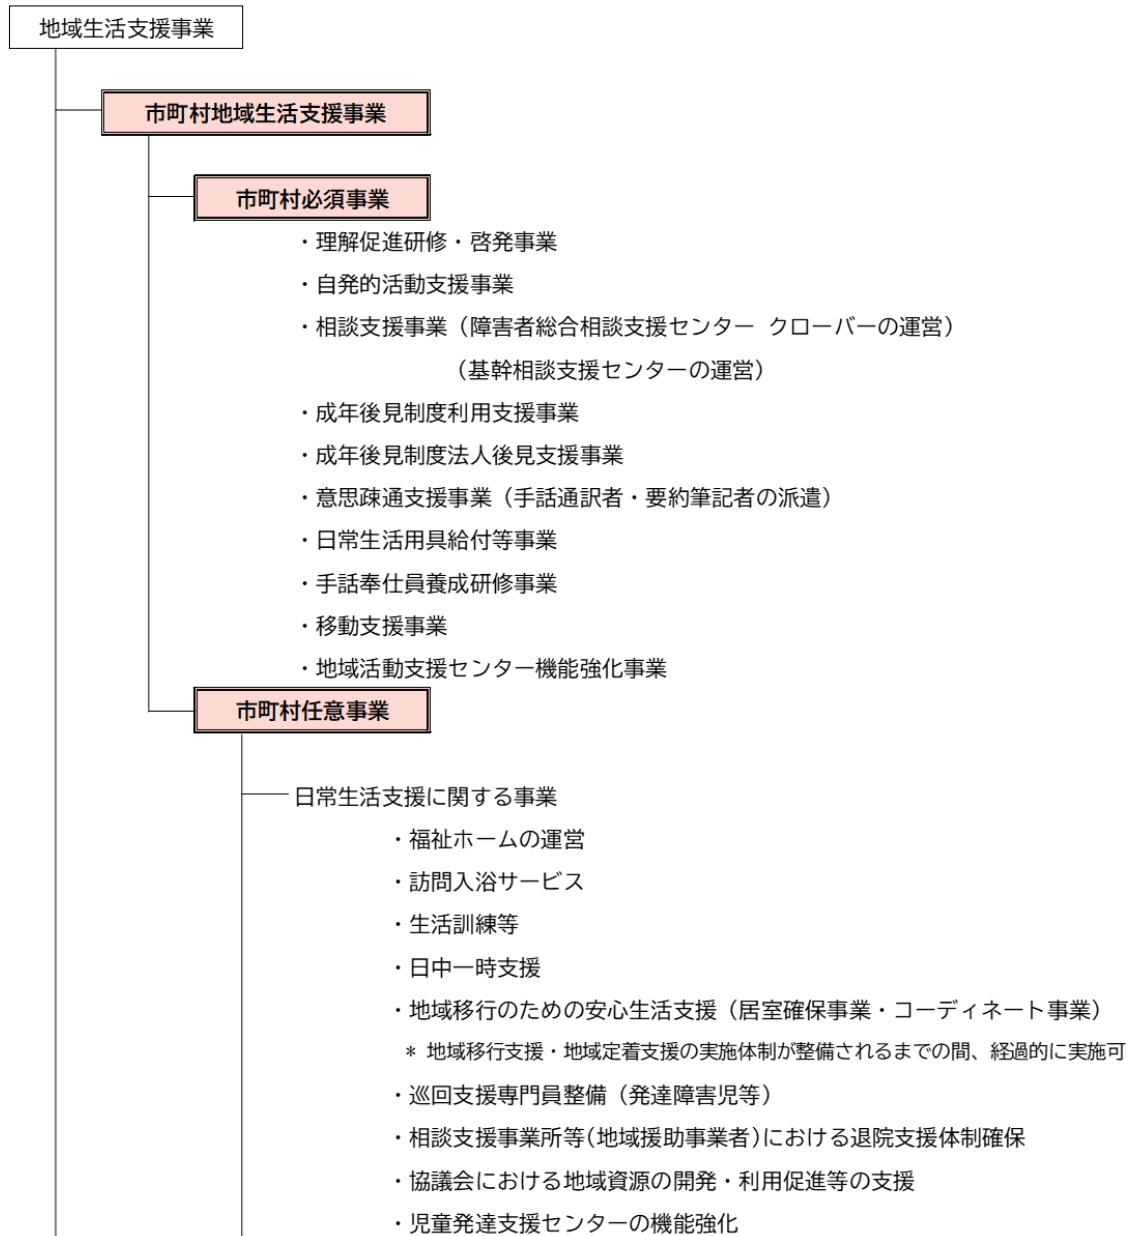 地域生活支援事業
市町村地域生活支援事業
市町村必須事業
・理解促進研修・啓発事業
・自発的活動支援事業
・相談支援事業（障害者総合相談支援センター クローバーの運営）
（基幹相談支援センターの運営）
・成年後見制度利用支援事業
・成年後見制度法人後見支援事業
・意思疎通支援事業（手話通訳者・要約筆記者の派遣）
・日常生活用具給付等事業
・手話奉仕員養成研修事業
・移動支援事業
・地域活動支援センター機能強化事業
市町村任意事業
日常生活支援に関する事業
・福祉ホームの運営
・訪問入浴サービス
・生活訓練等
・日中一時支援
・地域移行のための安心生活支援（居室確保事業・コーディネート事業）
＊ 地域移行支援・地域定着支援の実施体制が整備されるまでの間、経過的に実施可
・巡回支援専門員整備（発達障害児等）
・相談支援事業所等(地域援助事業者)における退院支援体制確保
・協議会における地域資源の開発・利用促進等の支援
・児童発達支援センターの機能強化